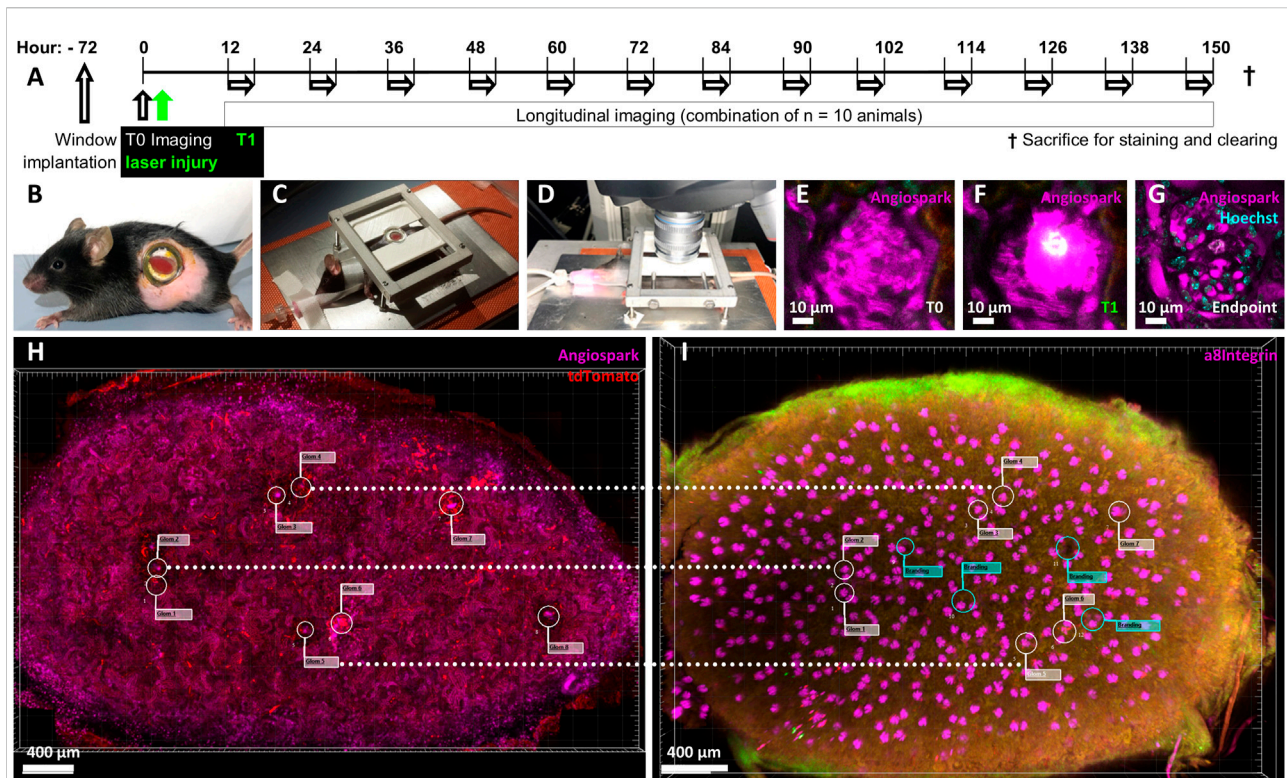 Hour: - 72 0 12 24 36 48 60 72 84 90 102 114 126 138 150
A
Longitudinal imaging (combination of n = 10 animals)
Window implantation
T0 Imaging T1
laser injury
† Sacrifice for staining and clearing
B
C
D
E
Angiospark
10 µm
T0
F
Angiospark
10 µm
T1
G
Angiospark
Hoechst
10 µm
Endpoint
H
Angiospark
tdTomato
Glom 4
Glom 3
Glom 7
Glom 2
Glom 1
Glom 6
Glom 5
Glom 8
400 µm
I
a8Integrin
Glom 4
Glom 3
Glom 7
Glom 2
Branding
Branding
Branding
Glom 1
Glom 6
Branding
Glom 5
400 µm